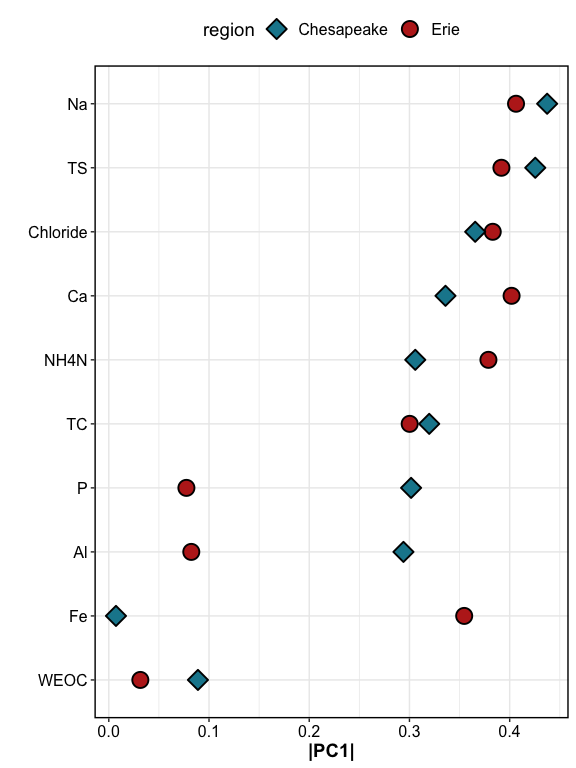 region Chesapeake Erie
Na
TS
Chloride
Ca
NH4N
TC
P
Al
Fe
WEOC
0.0 0.1 0.2 0.3 0.4
|PC1|